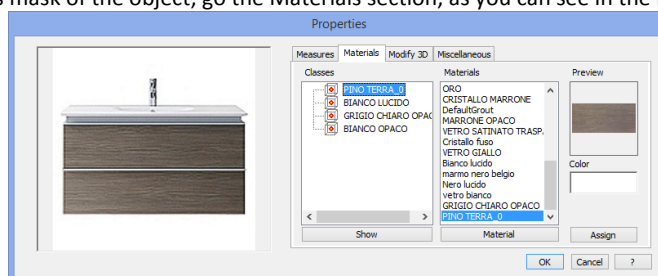 s mask of the object, go the Materials section, as you can see in the
Properties
Measures Materials Modify 3D Miscellaneous
Classes
PINO TERRA_0
BIANCO LUCIDO
GRIGIO CHIARO OPAC
BIANCO OPACO
Show
Materials
ORO
CRISTALLO MARRONE
DefaultGrout
MARRONE OPACO
VETRO SATINATO TRASP.
Cristallo fuso
VETRO GIALLO
Bianco lucido
marmo nero belgio
Nero lucido
vetro bianco
GRIGIO CHIARO OPACO
PINO TERRA_0
Material
Preview
Color
Assign
OK Cancel ?